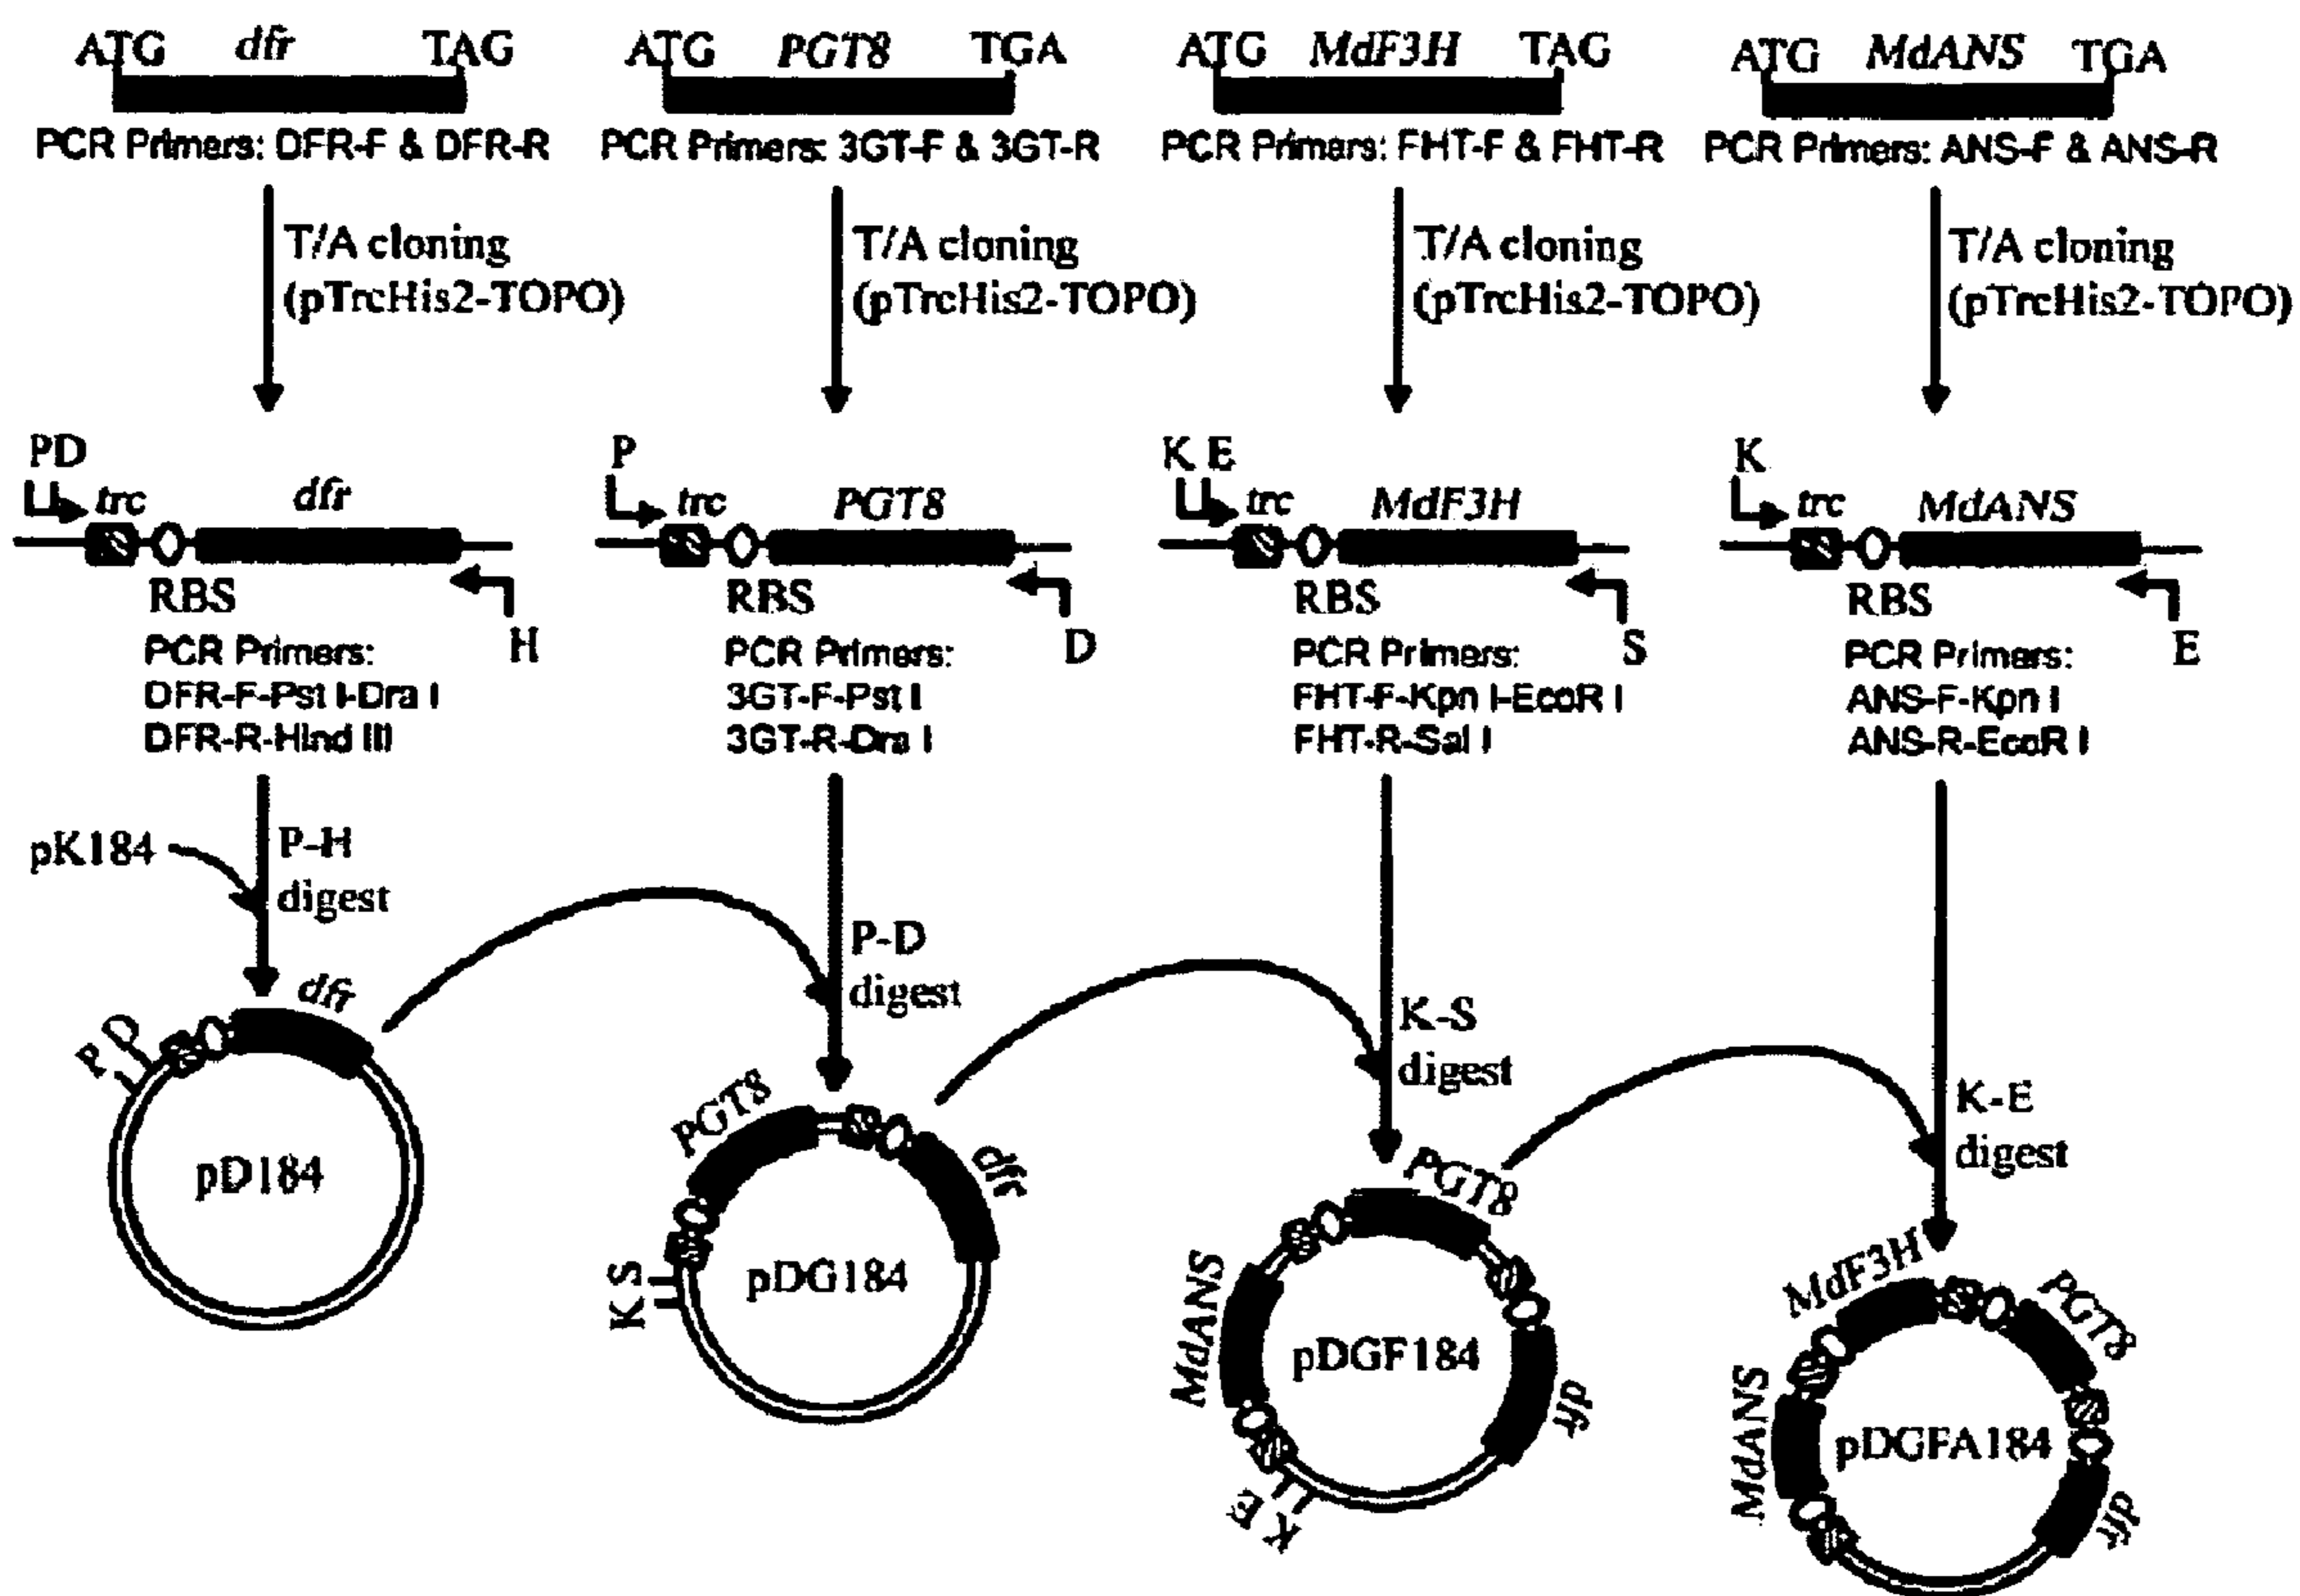 ATG dfr TAG
PCR Primers: DFR-F & DFR-R
ATG PGT8 TGA
PCR Primers: 3GT-F & 3GT-R
ATG MdF3H TAG
PCR Primers: FHT-F & FHT-R
ATG MdANS TGA
PCR Primers: ANS-F & ANS-R
T/A cloning
(pTrcHis2-TOPO)
T/A cloning
(pTrcHis2-TOPO)
T/A cloning
(pTrcHis2-TOPO)
T/A cloning
(pTrcHis2-TOPO)
PD
trc dfr
RBS
H
PCR Primers:
DFR-F-Pst I-Dra I
DFR-R-Hind III
P
trc PGT8
RBS
D
PCR Primers:
3GT-F-Pst I
3GT-R-Dra I
K E
trc MdF3H
RBS
S
PCR Primers:
FHT-F-Kpn I-EcoR I
FHT-R-Sal I
K
trc MdANS
RBS
E
PCR Primers:
ANS-F-Kpn I
ANS-R-EcoR I
pK184
P-H
digest
P-D
digest
K-S
digest
K-E
digest
P D
dfr
pD184
PGT8
dfr
K S
pDG184
PGT8
MdANS
dfr
K E
pDGF184
MdF3H
PGT8
MdANS
dfr
pDGFA184